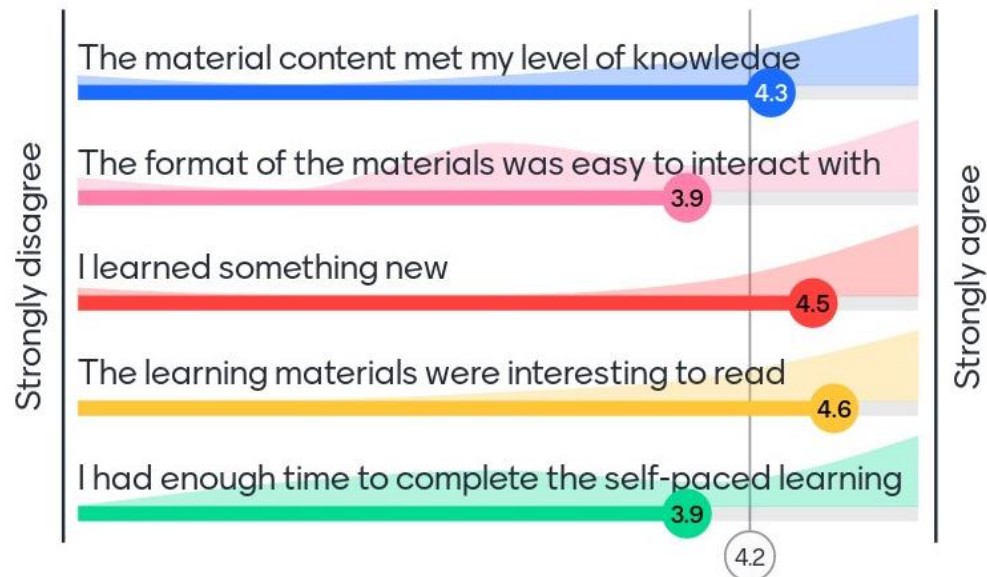 Strongly disagree
The material content met my level of knowledge
4.3
The format of the materials was easy to interact with
3.9
I learned something new
4.5
The learning materials were interesting to read
4.6
I had enough time to complete the self-paced learning
3.9
4.2
Strongly agree